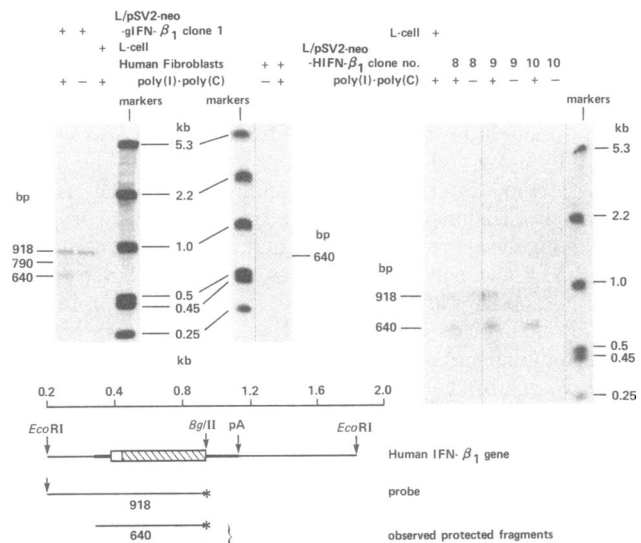 L/pSV2-neo
+ + -gIFN-β1 clone 1
+ L-cell
Human Fibroblasts + +
+ − + poly(I)·poly(C) − +
markers markers
kb
5.3
2.2
1.0
0.5
0.45
0.25
kb
bp
918
790
640
bp
640
L-cell +
L/pSV2-neo
-HIFN-β1 clone no. 8 8 9 9 10 10
poly(I)·poly(C) + + − + − + −
markers
kb
5.3
2.2
1.0
0.5
0.45
0.25
bp
918
640
0.2 0.4 0.8 1.2 1.6 2.0
EcoRI BglII pA EcoRI
Human IFN-β1 gene
* probe
918
*
640 } observed protected fragments